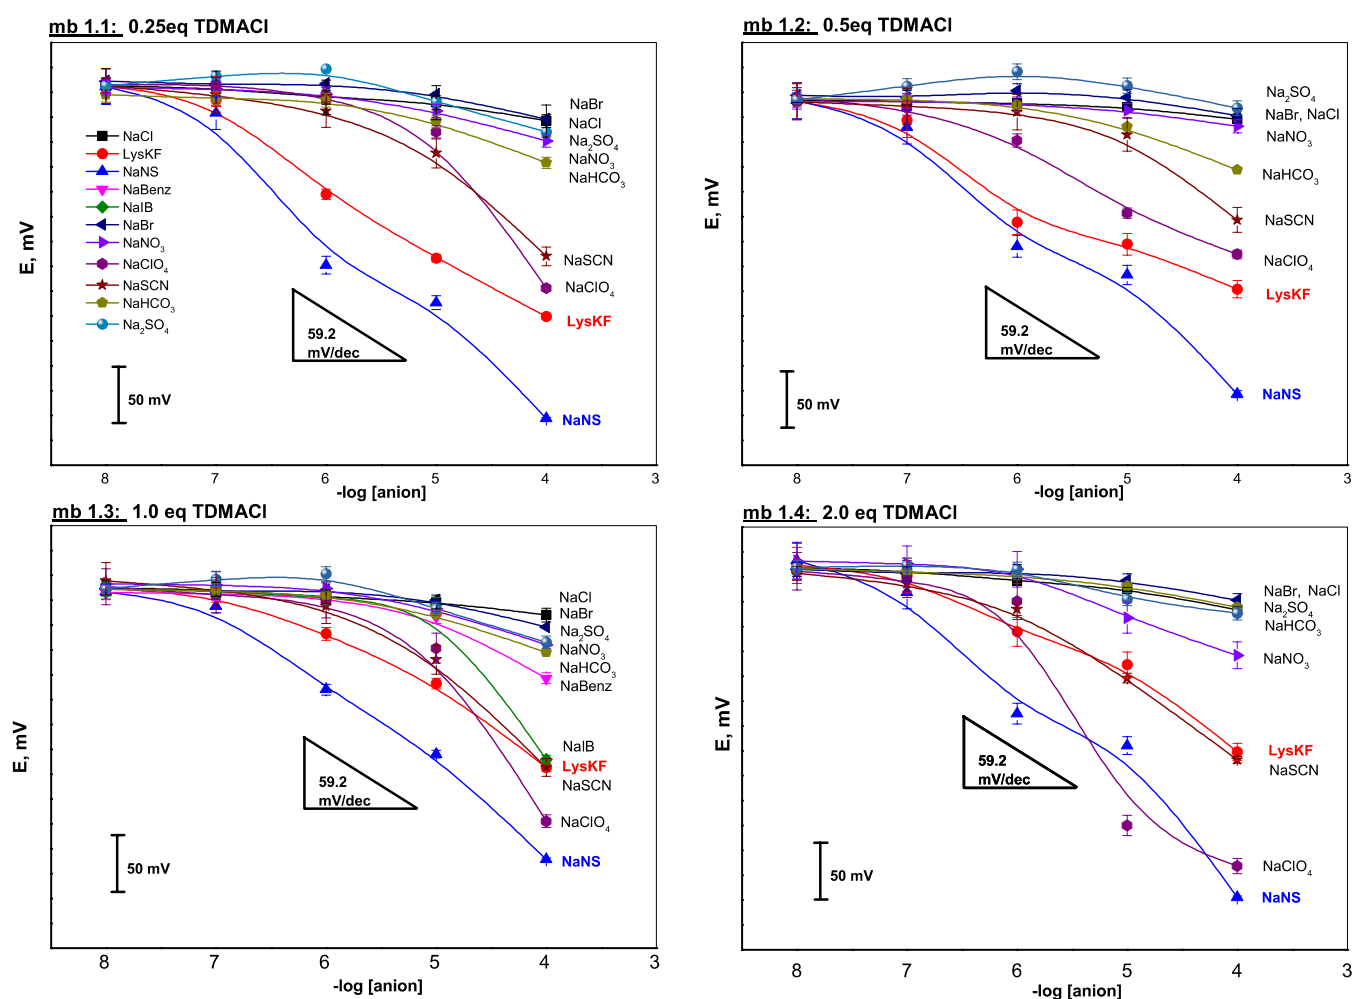 mb 1.1: 0.25eq TDMACl
E, mV
NaCl
LysKF
NaNS
NaBenz
NaIB
NaBr
NaNO₃
NaClO₄
NaSCN
NaHCO₃
Na₂SO₄
NaBr
NaCl
Na₂SO₄
NaNO₃
NaHCO₃
NaSCN
NaClO₄
LysKF
NaNS
59.2
mV/dec
50 mV
8 7 6 5 4 3
-log [anion]
mb 1.2: 0.5eq TDMACl
E, mV
Na₂SO₄
NaBr, NaCl
NaNO₃
NaHCO₃
NaSCN
NaClO₄
LysKF
NaNS
59.2
mV/dec
50 mV
8 7 6 5 4 3
-log [anion]
mb 1.3: 1.0 eq TDMACl
E, mV
NaCl
NaBr
Na₂SO₄
NaNO₃
NaHCO₃
NaBenz
NaIB
LysKF
NaSCN
NaClO₄
NaNS
59.2
mV/dec
50 mV
8 7 6 5 4 3
-log [anion]
mb 1.4: 2.0 eq TDMACl
E, mV
NaBr, NaCl
Na₂SO₄
NaHCO₃
NaNO₃
LysKF
NaSCN
NaClO₄
NaNS
59.2
mV/dec
50 mV
8 7 6 5 4 3
-log [anion]